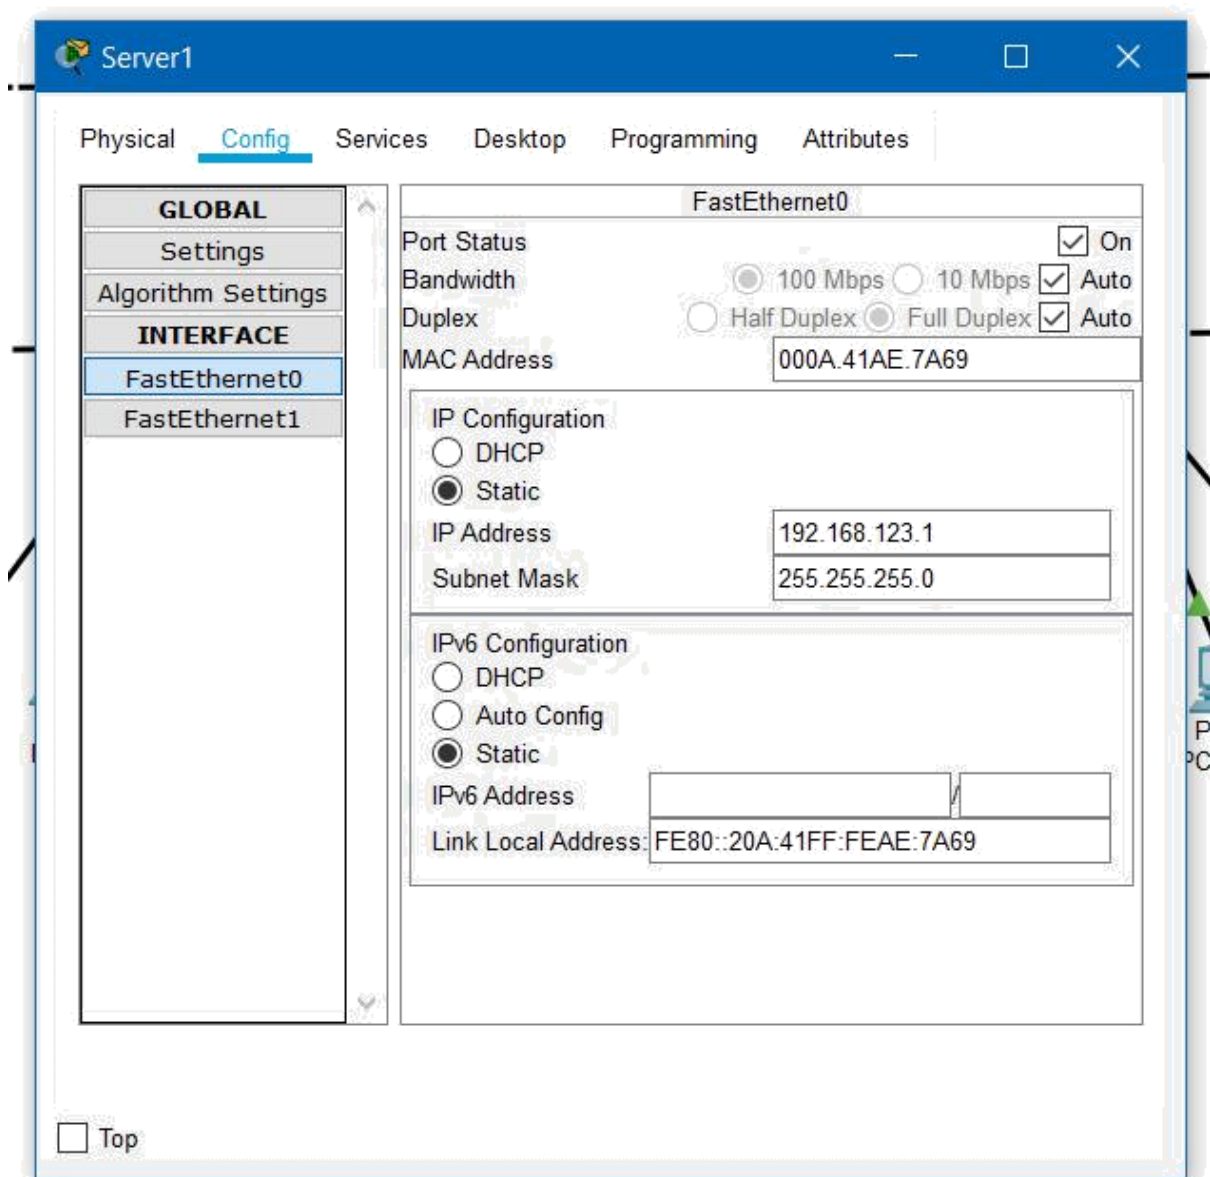 Server1
Physical Config Services Desktop Programming Attributes
GLOBAL
Settings
Algorithm Settings
INTERFACE
FastEthernet0
FastEthernet1
FastEthernet0
Port Status On
Bandwidth 100 Mbps 10 Mbps Auto
Duplex Half Duplex Full Duplex Auto
MAC Address 000A.41AE.7A69
IP Configuration
DHCP
Static
IP Address 192.168.123.1
Subnet Mask 255.255.255.0
IPv6 Configuration
DHCP
Auto Config
Static
IPv6 Address /
Link Local Address: FE80::20A:41FF:FEAE:7A69
Top